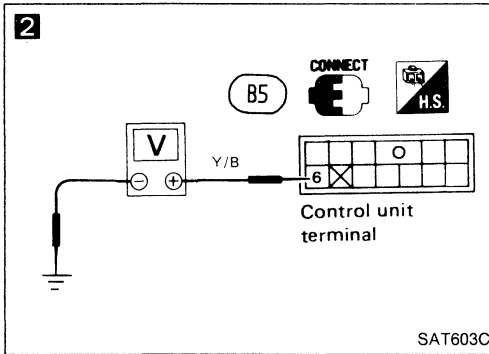 2
CONNECT
B5
H.S.
V
Y/B
O
6
Control unit
terminal
SAT603C